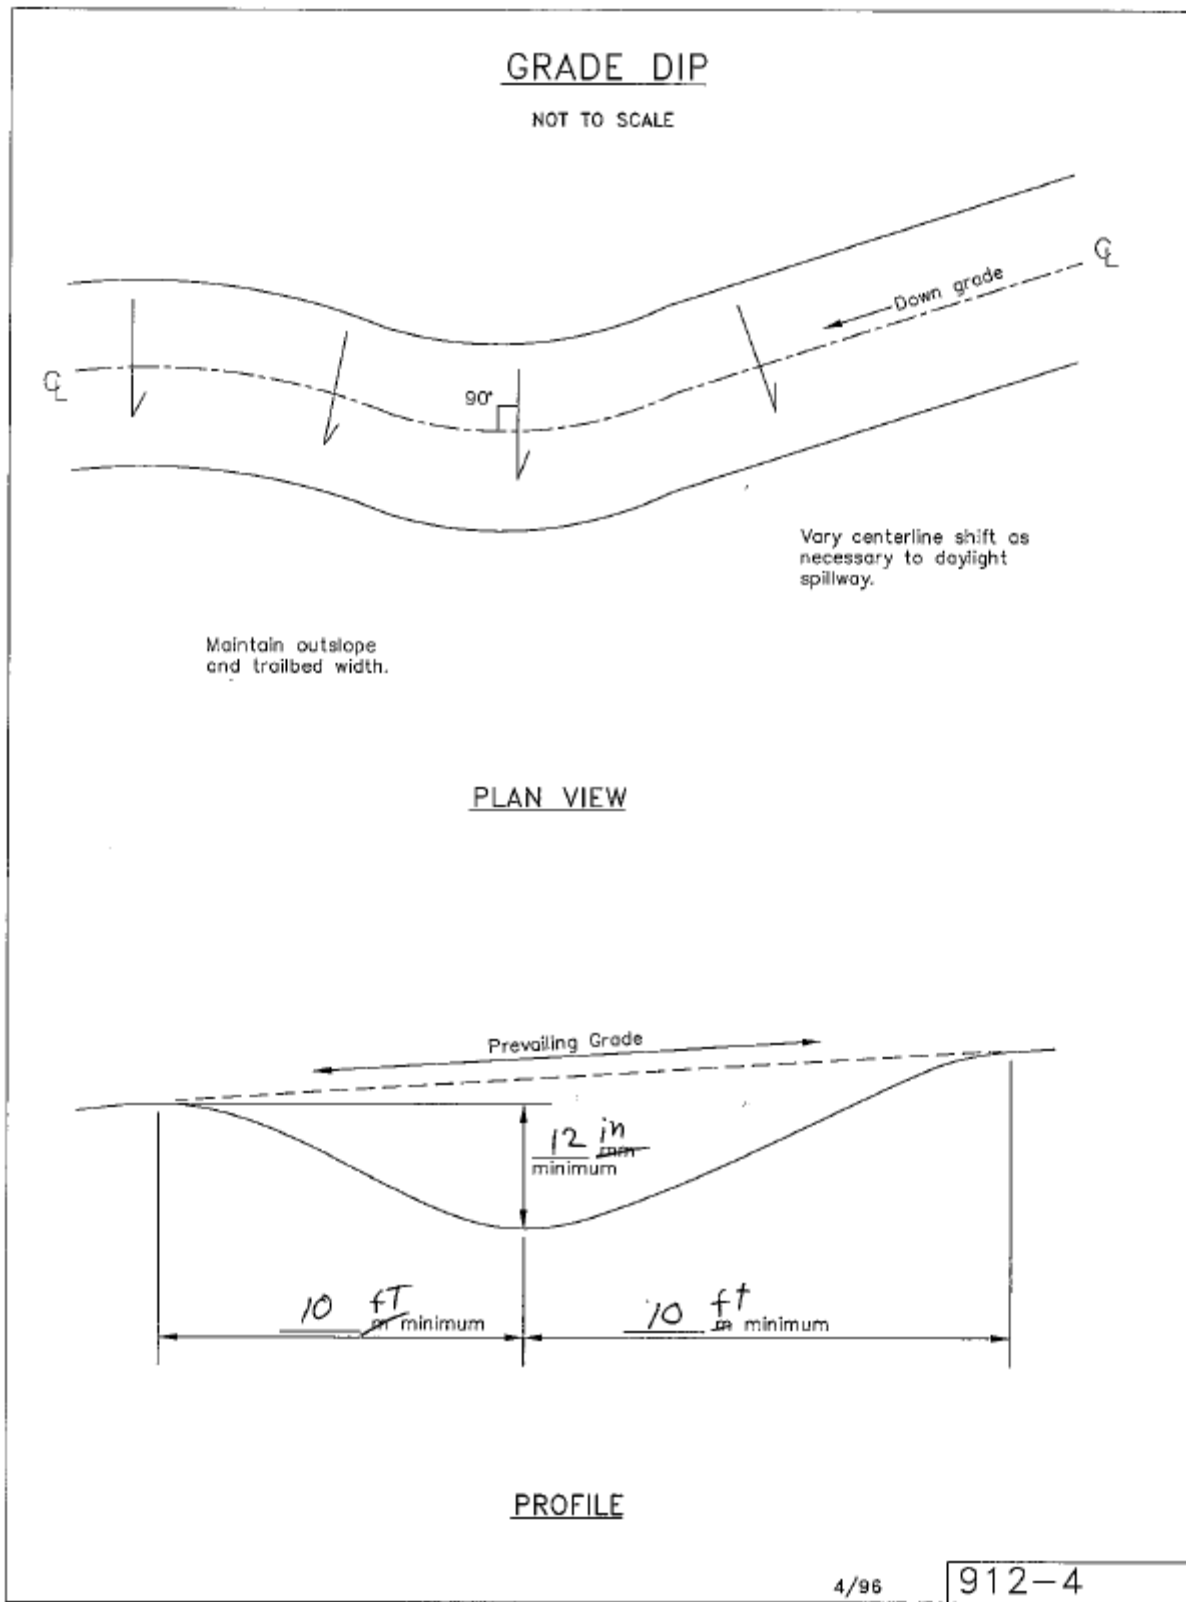 GRADE DIP
NOT TO SCALE
Down grade
℄
℄
90°
Vary centerline shift as
necessary to daylight
spillway.
Maintain outslope
and trailbed width.
PLAN VIEW
Prevailing Grade
12 in
mm
minimum
10 fT
m minimum
10 ft
m minimum
PROFILE
4/96
912-4